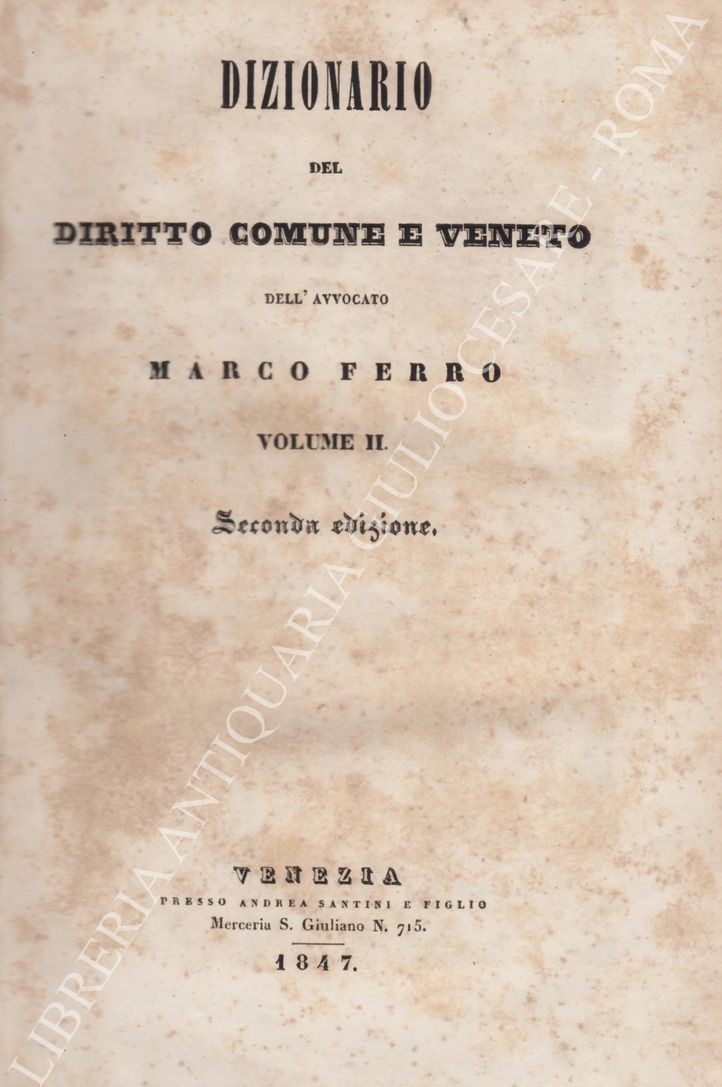 DIZIONARIO
DEL
DIRITTO COMUNE E VENETO
DELL' AVVOCATO
MARCO FERRO
VOLUME II.
Seconda edizione.
VENEZIA
PRESSO ANDREA SANTINI E FIGLIO
Merceria S. Giuliano N. 715.
1847.
LIBRERIA ANTIQUARIA GIULIO CESARE - ROMA